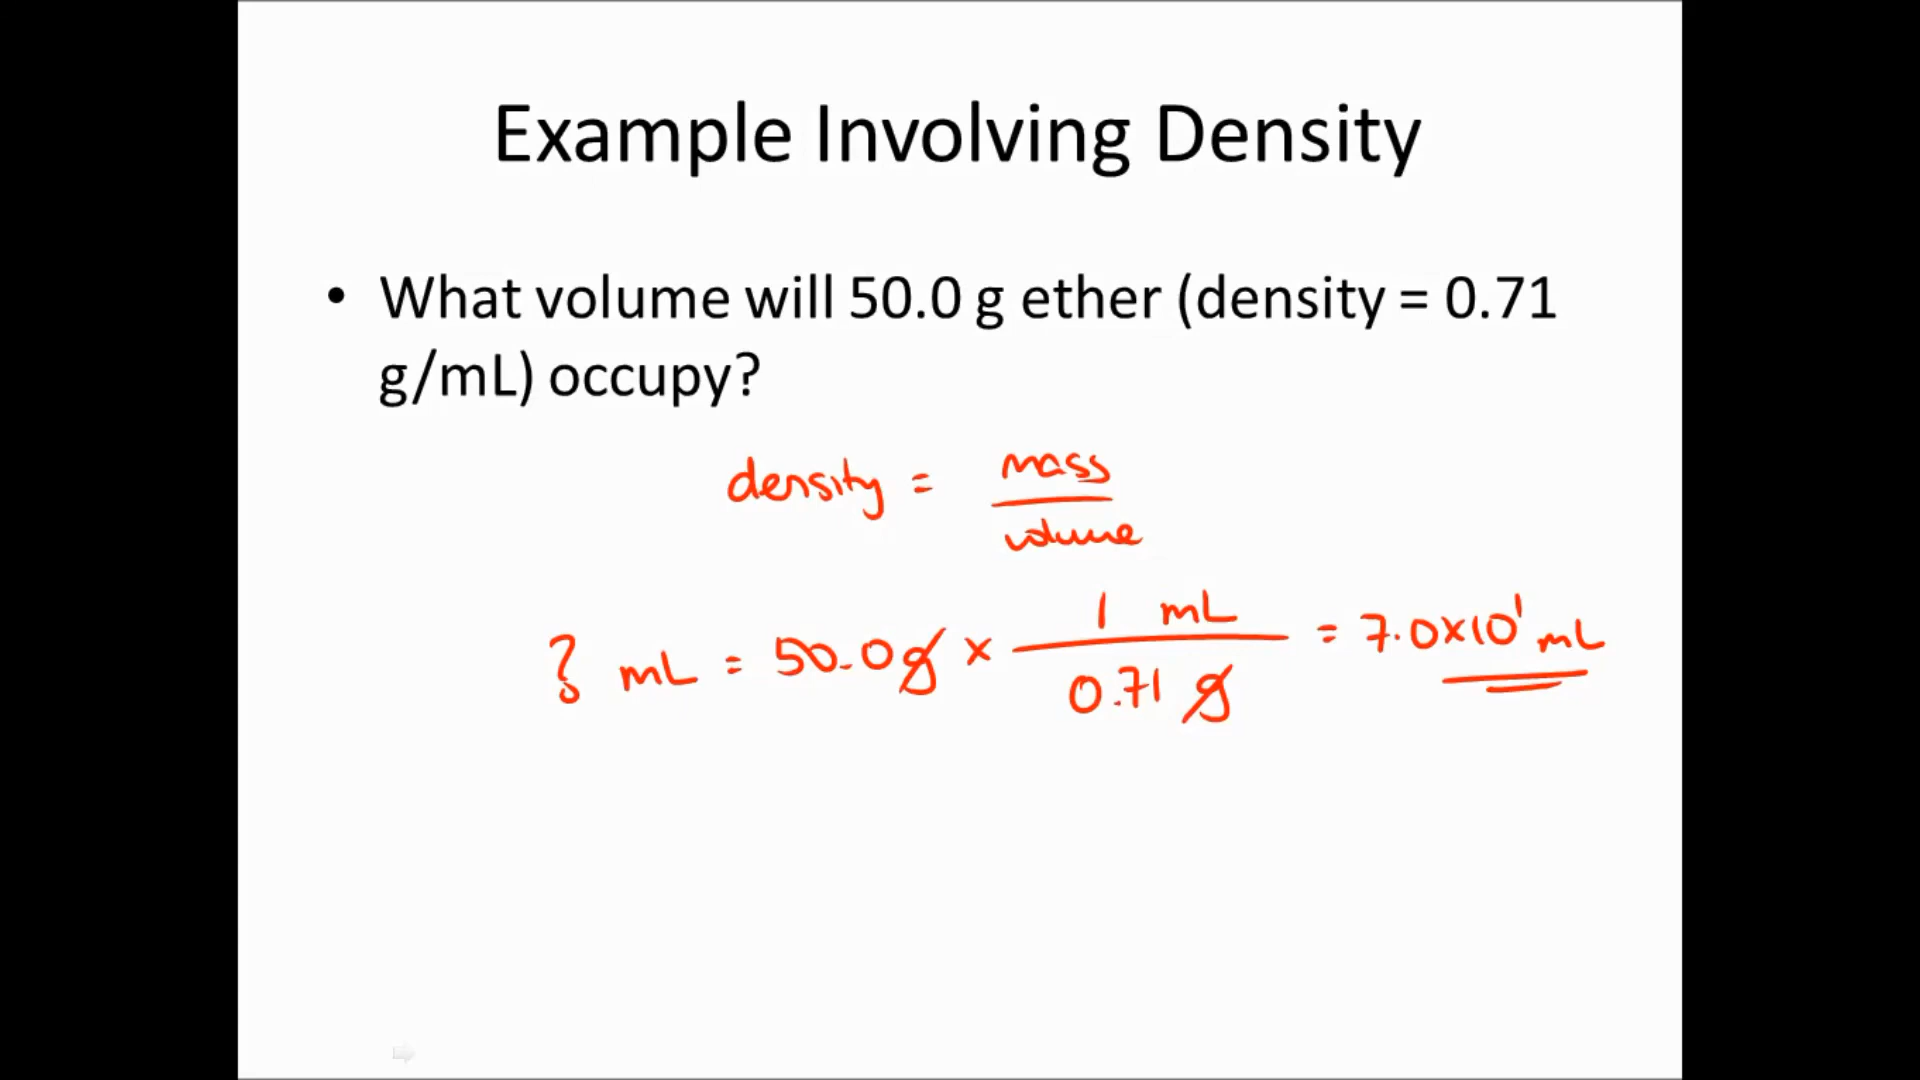 Example Involving Density
• What volume will 50.0 g ether (density = 0.71
g/mL) occupy?
density = mass
volume
? mL = 50.0g × 1 mL = 7.0×10¹ mL
0.71 g